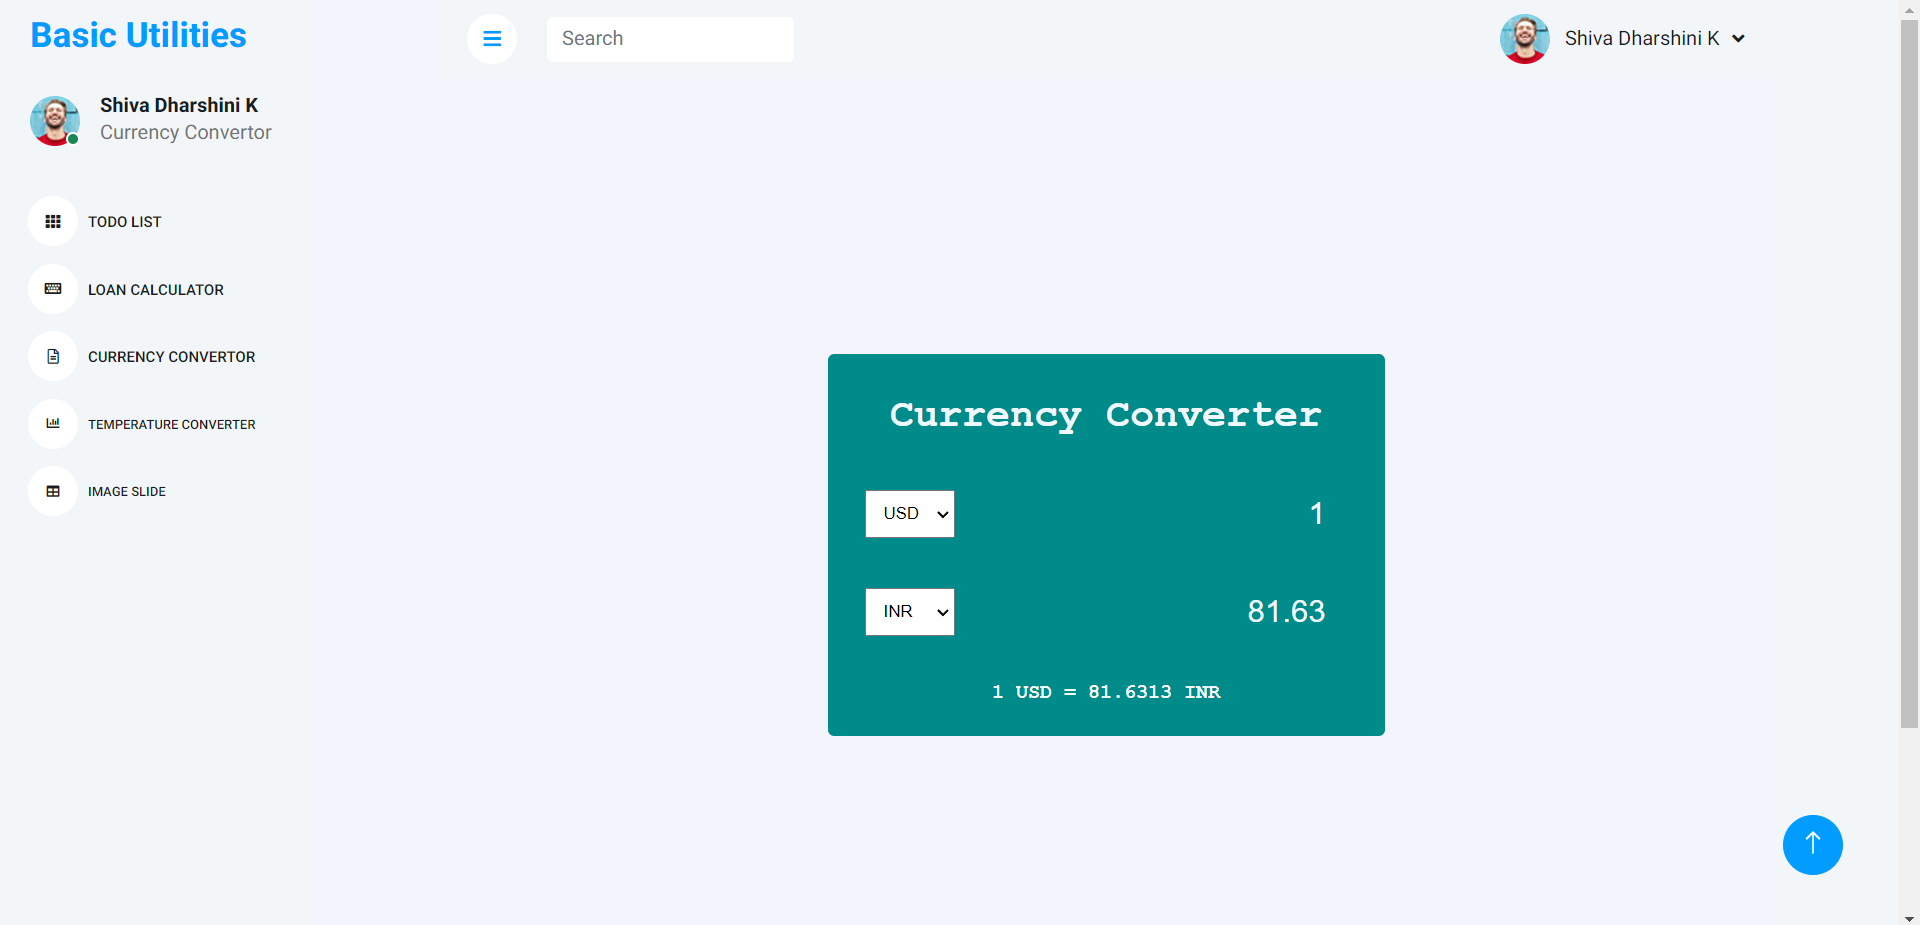 Basic Utilities
Search
Shiva Dharshini K
Shiva Dharshini K
Currency Convertor
TODO LIST
LOAN CALCULATOR
CURRENCY CONVERTOR
TEMPERATURE CONVERTER
IMAGE SLIDE
Currency Converter
USD 1
INR 81.63
1 USD = 81.6313 INR